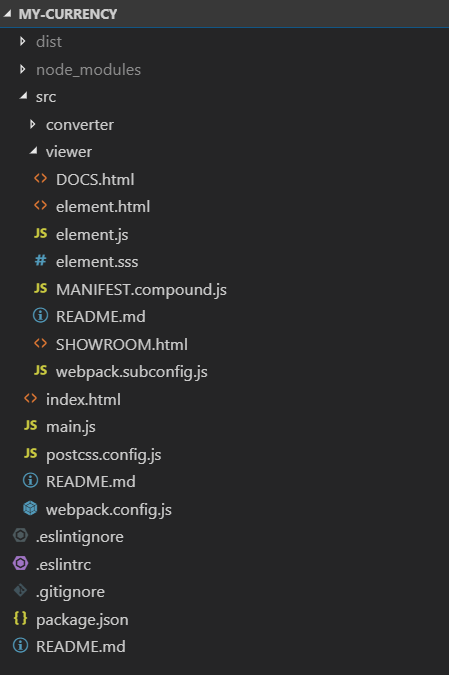 MY-CURRENCY
dist
node_modules
src
converter
viewer
DOCS.html
element.html
JS element.js
# element.sss
JS MANIFEST.compound.js
README.md
SHOWROOM.html
JS webpack.subconfig.js
index.html
JS main.js
JS postcss.config.js
README.md
webpack.config.js
.eslintignore
.eslintrc
.gitignore
{} package.json
README.md